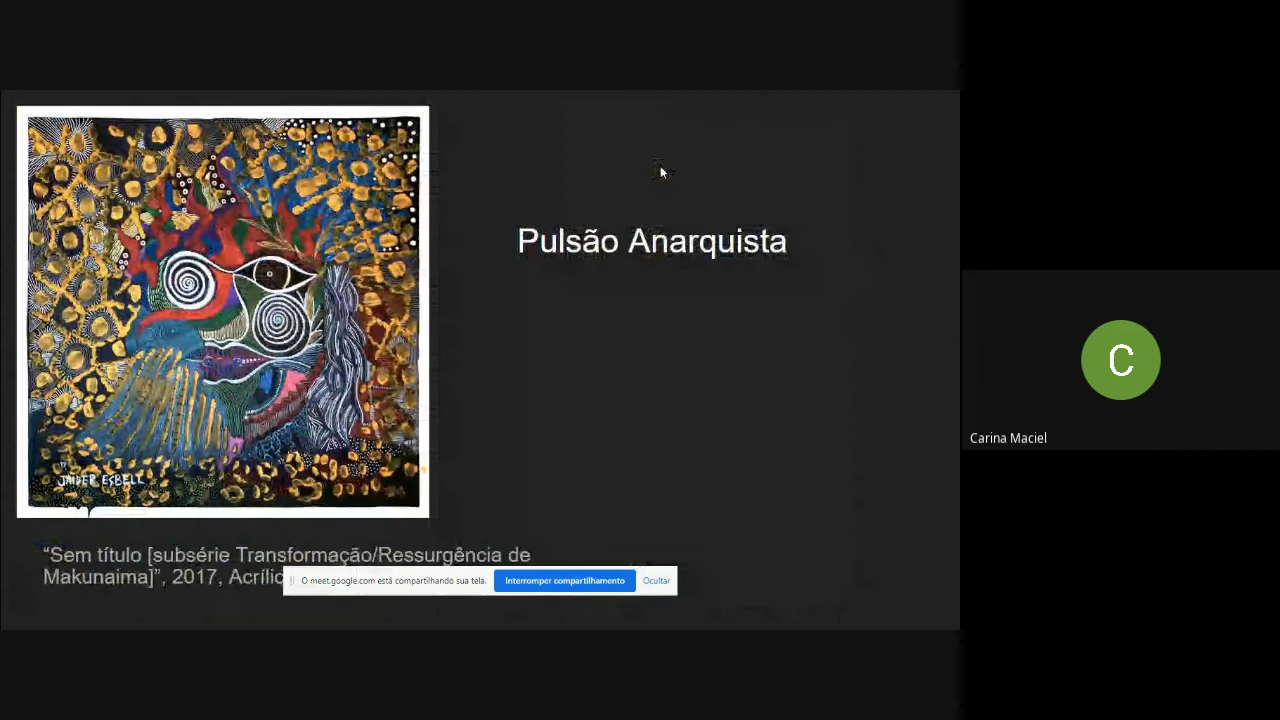 Pulsão Anarquista
JAIDER ESBELL
“Sem título [subsérie Transformação/Ressurgência de
Makunaima]”, 2017, Acrílic
O meet.google.com está compartilhando sua tela.
Interromper compartilhamento
Ocultar
C
Carina Maciel